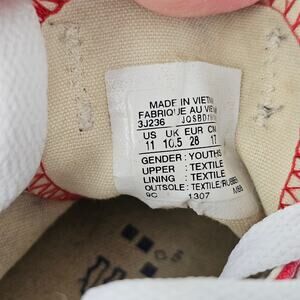 MADE IN VIETNAM
FABRIQUE AU VIE
3J236
US UK EUR CM
11 10.5 28 17
GENDER : YOUTHS
UPPER : TEXTILE
LINING : TEXTILE
OUTSOLE : TEXTILE/RUBBER
9C 1307